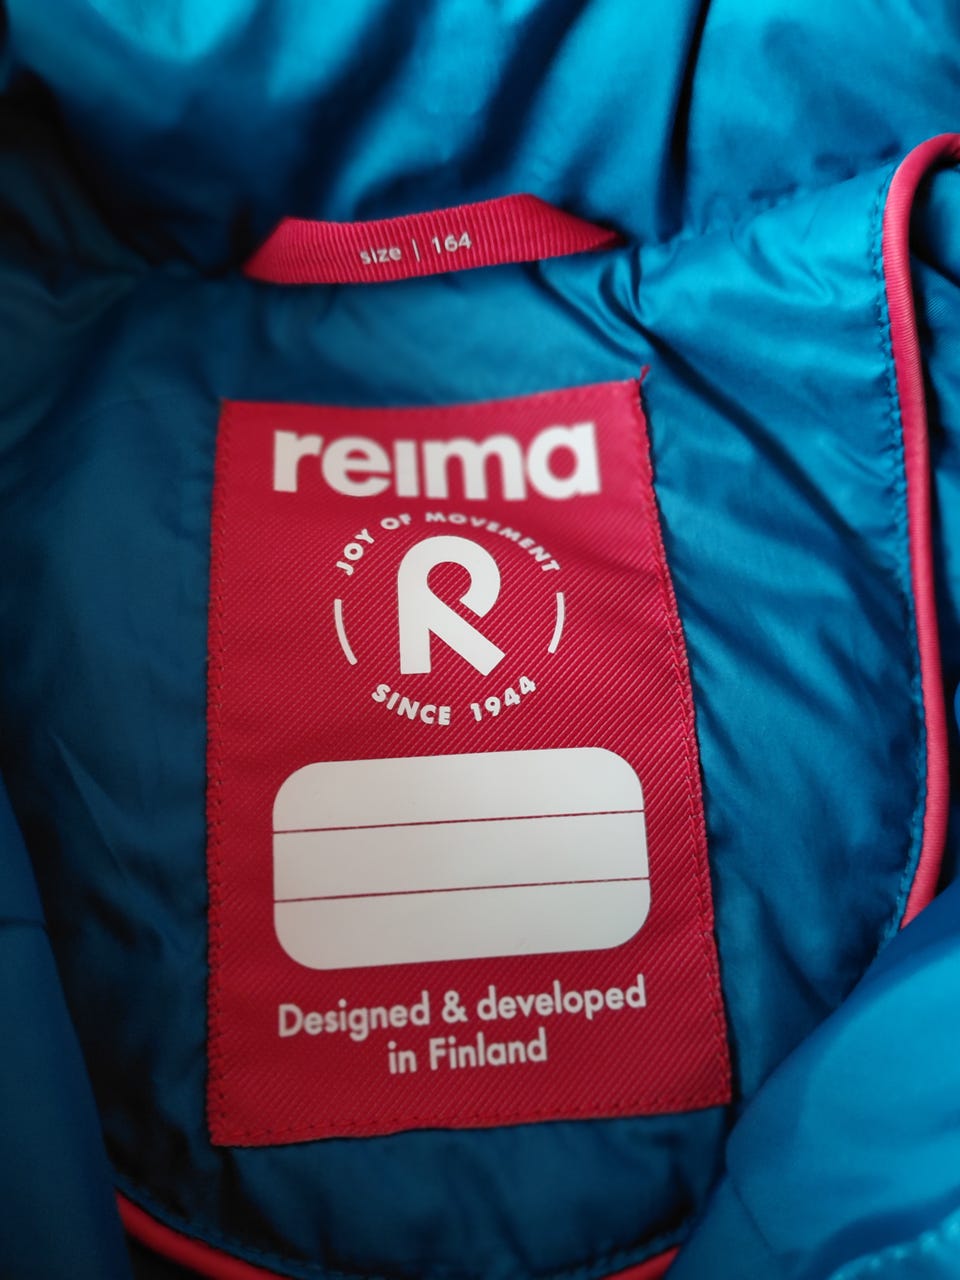 size | 164
reima
JOY OF MOVEMENT
R
SINCE 1944
Designed & developed
in Finland